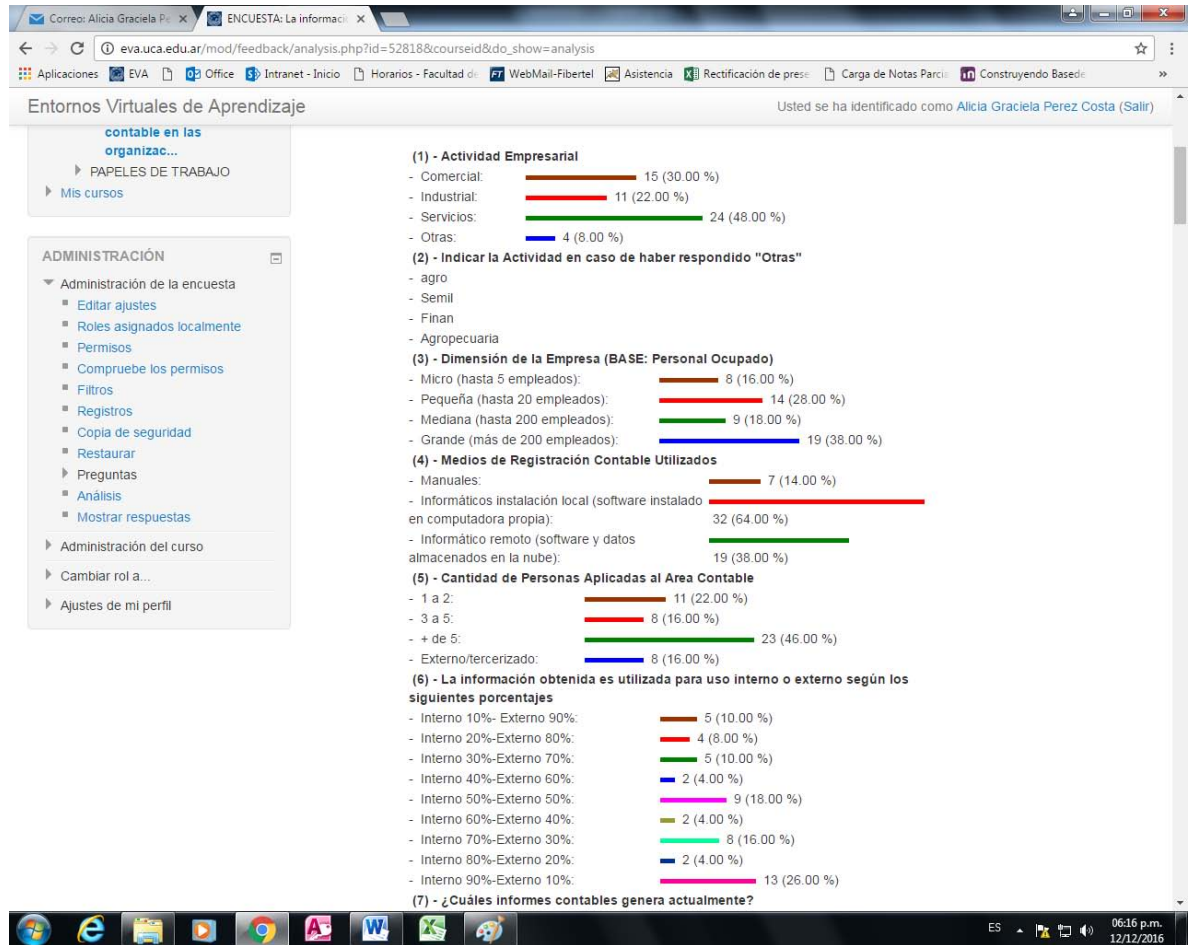 Correo: Alicia Graciela Pe
ENCUESTA: La informaci
eva.uca.edu.ar/mod/feedback/analysis.php?id=52818&courseid&do_show=analysis
Aplicaciones EVA Office Intranet - Inicio Horarios - Facultad de WebMail-Fibertel Asistencia Rectificación de prese Carga de Notas Parcia Construyendo Basede »
Entornos Virtuales de Aprendizaje
Usted se ha identificado como Alicia Graciela Perez Costa (Salir)
contable en las
organizac...
PAPELES DE TRABAJO
Mis cursos
ADMINISTRACIÓN
Administración de la encuesta
Editar ajustes
Roles asignados localmente
Permisos
Compruebe los permisos
Filtros
Registros
Copia de seguridad
Restaurar
Preguntas
Análisis
Mostrar respuestas
Administración del curso
Cambiar rol a...
Ajustes de mi perfil
(1) - Actividad Empresarial
- Comercial: 15 (30.00 %)
- Industrial: 11 (22.00 %)
- Servicios: 24 (48.00 %)
- Otras: 4 (8.00 %)
(2) - Indicar la Actividad en caso de haber respondido "Otras"
- agro
- Semil
- Finan
- Agropecuaria
(3) - Dimensión de la Empresa (BASE: Personal Ocupado)
- Micro (hasta 5 empleados): 8 (16.00 %)
- Pequeña (hasta 20 empleados): 14 (28.00 %)
- Mediana (hasta 200 empleados): 9 (18.00 %)
- Grande (más de 200 empleados): 19 (38.00 %)
(4) - Medios de Registración Contable Utilizados
- Manuales: 7 (14.00 %)
- Informáticos instalación local (software instalado
en computadora propia): 32 (64.00 %)
- Informático remoto (software y datos
almacenados en la nube): 19 (38.00 %)
(5) - Cantidad de Personas Aplicadas al Area Contable
- 1 a 2: 11 (22.00 %)
- 3 a 5: 8 (16.00 %)
- + de 5: 23 (46.00 %)
- Externo/tercerizado: 8 (16.00 %)
(6) - La información obtenida es utilizada para uso interno o externo según los
siguientes porcentajes
- Interno 10%- Externo 90%: 5 (10.00 %)
- Interno 20%-Externo 80%: 4 (8.00 %)
- Interno 30%-Externo 70%: 5 (10.00 %)
- Interno 40%-Externo 60%: 2 (4.00 %)
- Interno 50%-Externo 50%: 9 (18.00 %)
- Interno 60%-Externo 40%: 2 (4.00 %)
- Interno 70%-Externo 30%: 8 (16.00 %)
- Interno 80%-Externo 20%: 2 (4.00 %)
- Interno 90%-Externo 10%: 13 (26.00 %)
(7) - ¿Cuáles informes contables genera actualmente?
ES
06:16 p.m.
12/12/2016